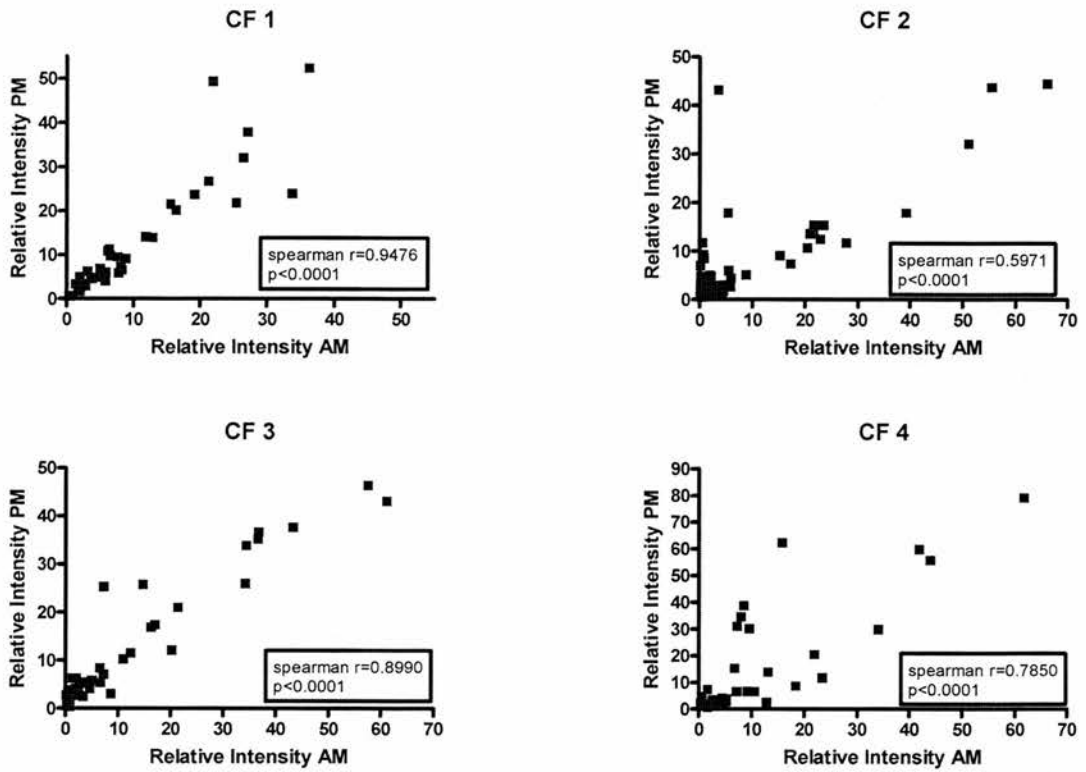 CF 1
Relative Intensity PM
50
40
30
20
10
0
spearman r=0.9476
p<0.0001
0 10 20 30 40 50
Relative Intensity AM
CF 2
Relative Intensity PM
50
40
30
20
10
0
spearman r=0.5971
p<0.0001
0 10 20 30 40 50 60 70
Relative Intensity AM
CF 3
Relative Intensity PM
50
40
30
20
10
0
spearman r=0.8990
p<0.0001
0 10 20 30 40 50 60 70
Relative Intensity AM
CF 4
Relative Intensity PM
90
80
70
60
50
40
30
20
10
0
spearman r=0.7850
p<0.0001
0 10 20 30 40 50 60 70
Relative Intensity AM